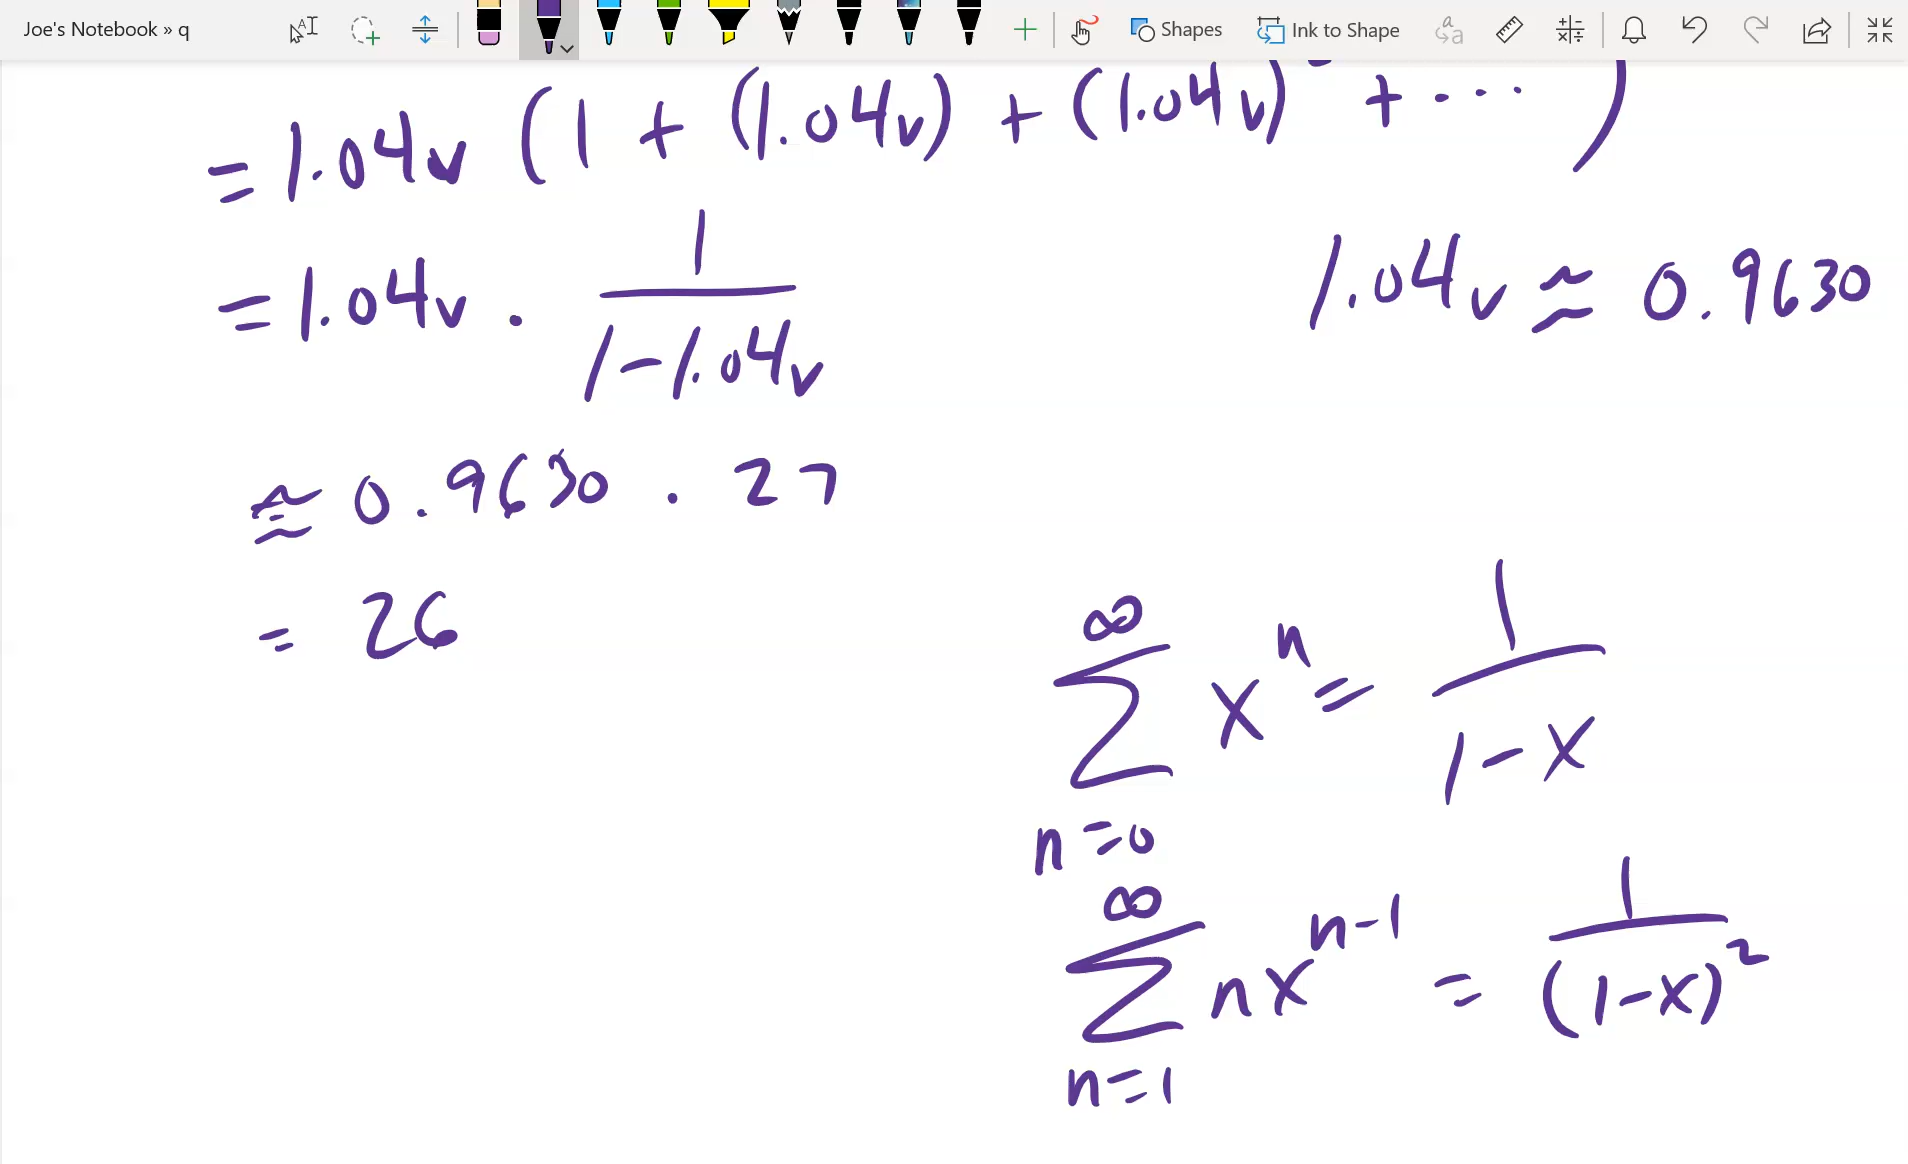 Joe's Notebook » q
Shapes
Ink to Shape
= 1.04v (1 + (1.04v) + (1.04v)² + ... )
= 1.04v · 1/(1-1.04v)
1.04v ≈ 0.9630
≈ 0.9630 . 27
= 26
∞
∑ xⁿ = 1/(1-x)
n=0
∞
∑ nxⁿ⁻¹ = 1/(1-x)²
n=1